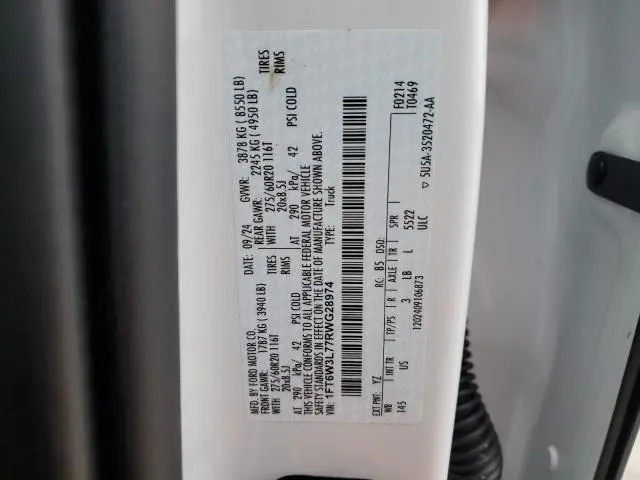 MFD. BY FORD MOTOR CO.
DATE: 09/24 GVWR: 3878 KG ( 8550 LB)
FRONT GAWR: 1787 KG ( 3940 LB) REAR GAWR: 2245 KG ( 4950 LB)
WITH 275/60R20 116T TIRES WITH 275/60R20 116T TIRES
20x8.5J RIMS 20x8.5J RIMS
AT 290 kPa/ 42 PSI COLD AT 290 kPa/ 42 PSI COLD
THIS VEHICLE CONFORMS TO ALL APPLICABLE FEDERAL MOTOR VEHICLE
SAFETY STANDARDS IN EFFECT ON THE DATE OF MANUFACTURE SHOWN ABOVE.
VIN: 1FT6W3L77RWG28974 TYPE: Truck
F0214
T0469
EXT PNT: YZ RC: 85 DSO:
WB INT TR TP/PS R AXLE TR SPR
145 US 3 LB L 5522
ULC
1202409106873
5U5A-3520472-AA